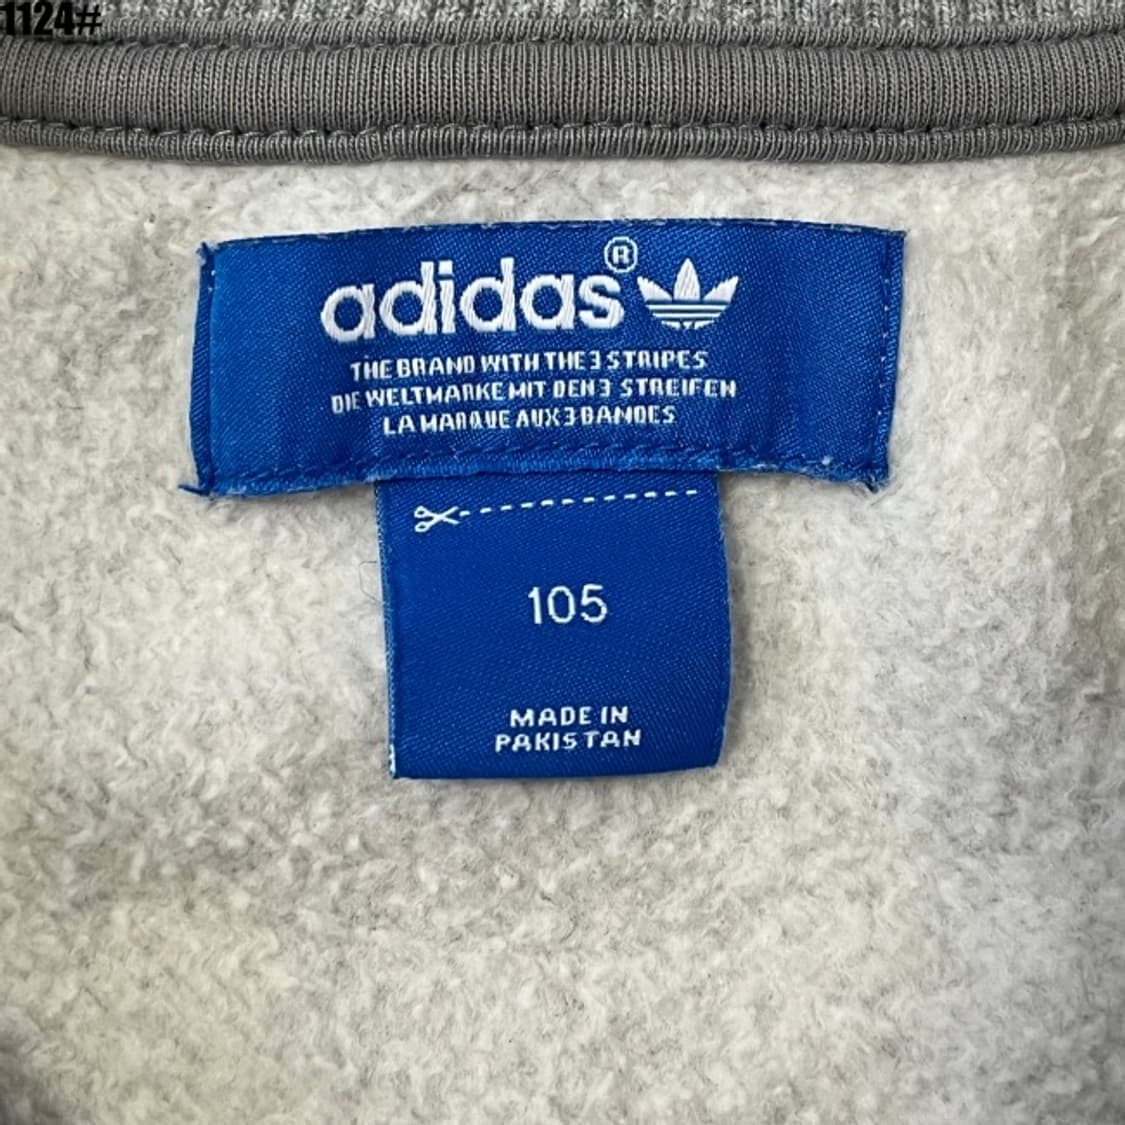 1124#
adidas®
THE BRAND WITH THE 3 STRIPES
DIE WELTMARKE MIT DEN 3 STREIFEN
LA MARQUE AUX 3 BANDES
105
MADE IN
PAKISTAN